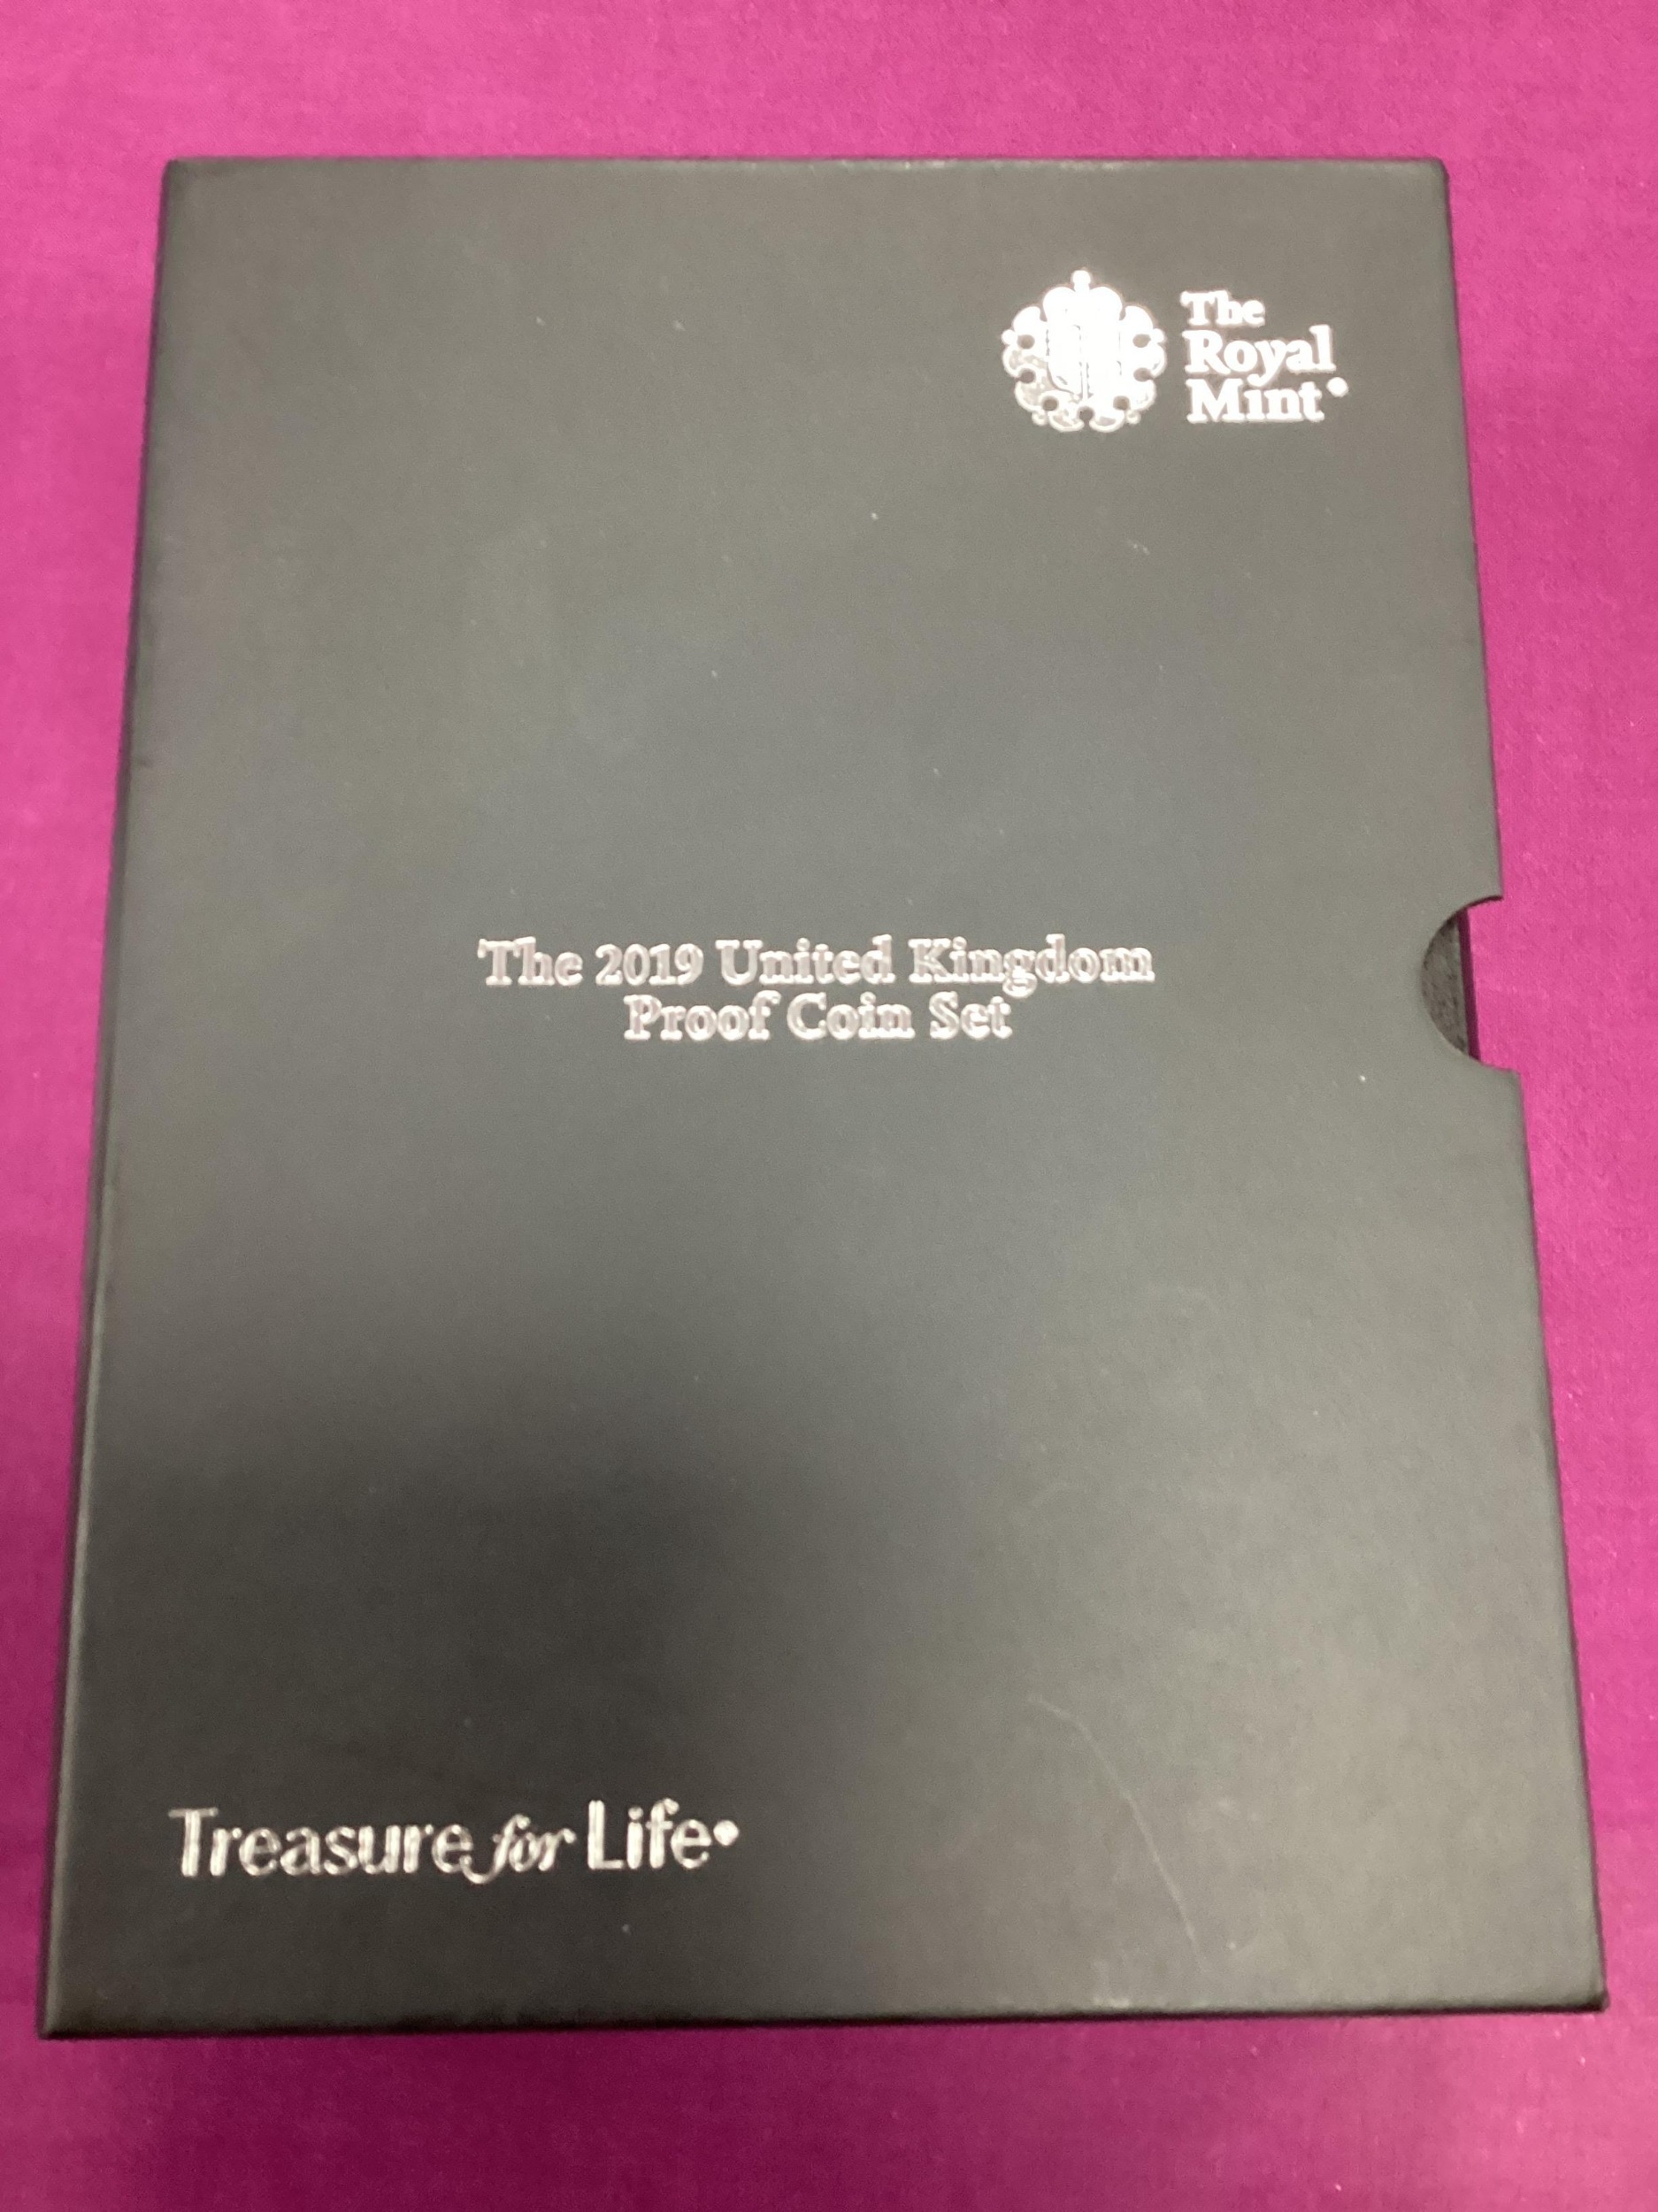 The
Royal
Mint
The 2019 United Kingdom
Proof Coin Set
Treasure for Life